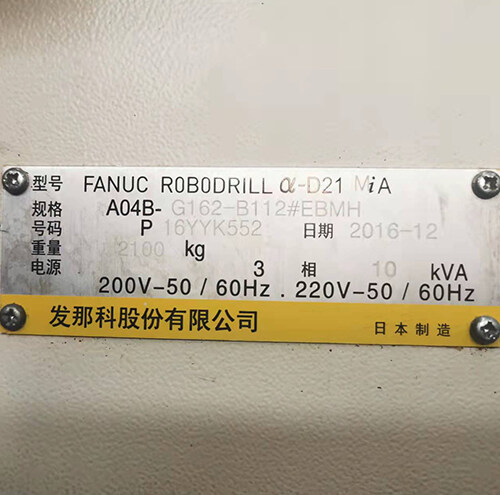 型号 FANUC ROBODRILL α-D21 MiA
规格 A04B- G162-B112#EBMH
号码 P 16YYK552 日期 2016-12
重量 2100 kg
电源 3 相 10 kVA
200V-50 / 60Hz . 220V-50 / 60Hz
发那科股份有限公司 日本制造